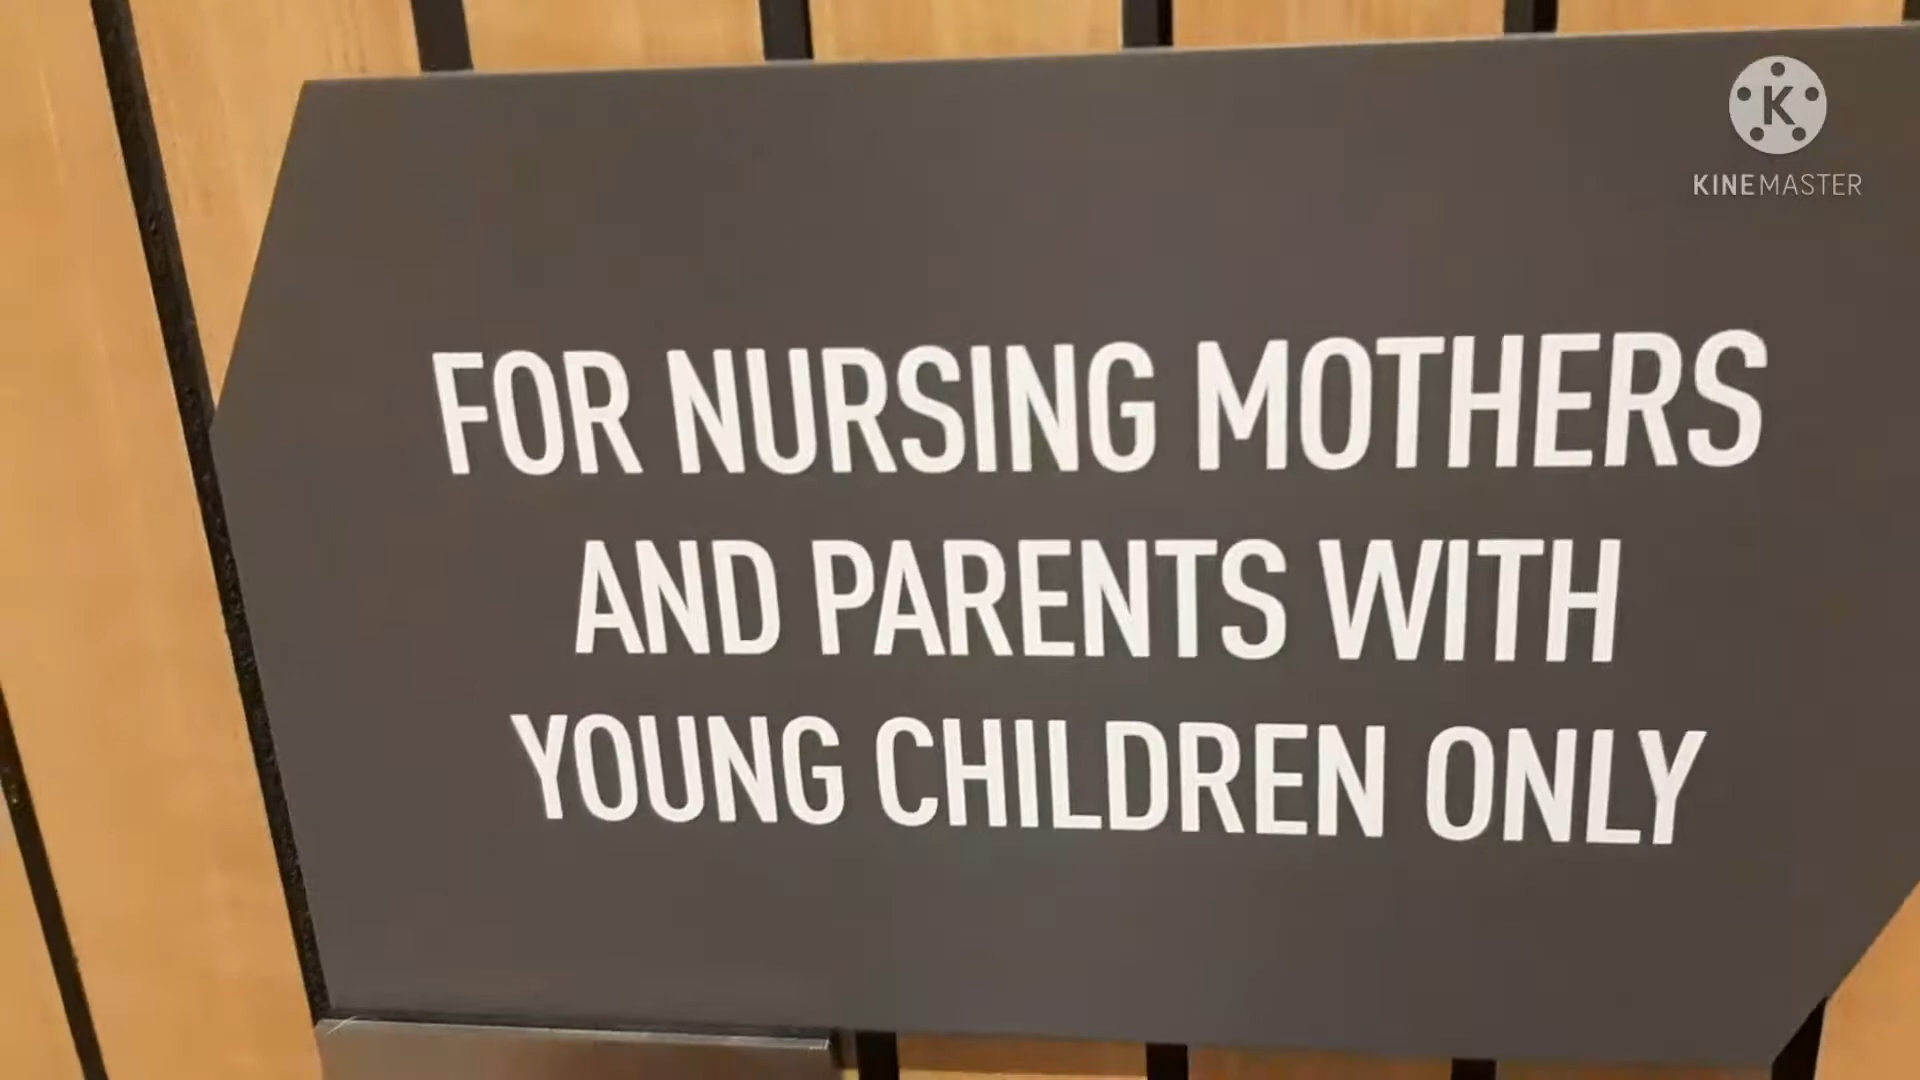 K
KINEMASTER
FOR NURSING MOTHERS
AND PARENTS WITH
YOUNG CHILDREN ONLY